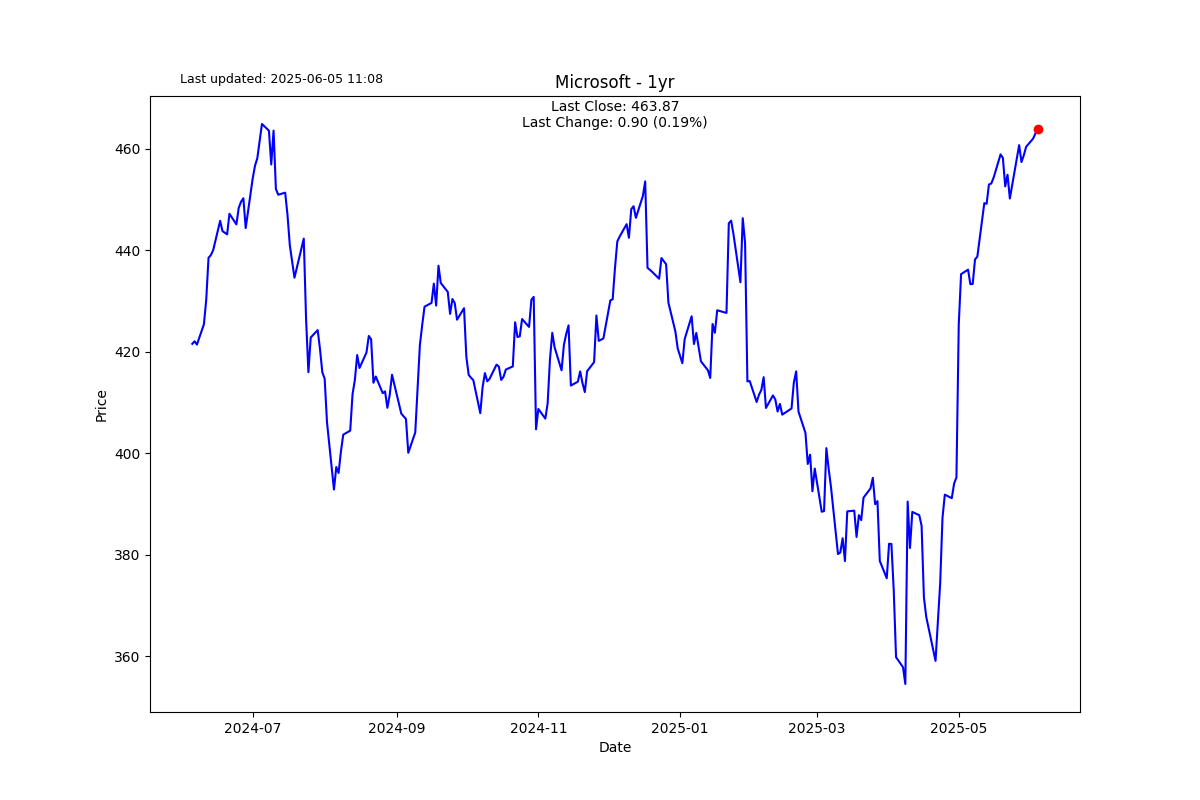 Last updated: 2025-06-05 11:08
Microsoft - 1yr
Last Close: 463.87
Last Change: 0.90 (0.19%)
460
440
420
400
380
360
Price
2024-07
2024-09
2024-11
2025-01
2025-03
2025-05
Date